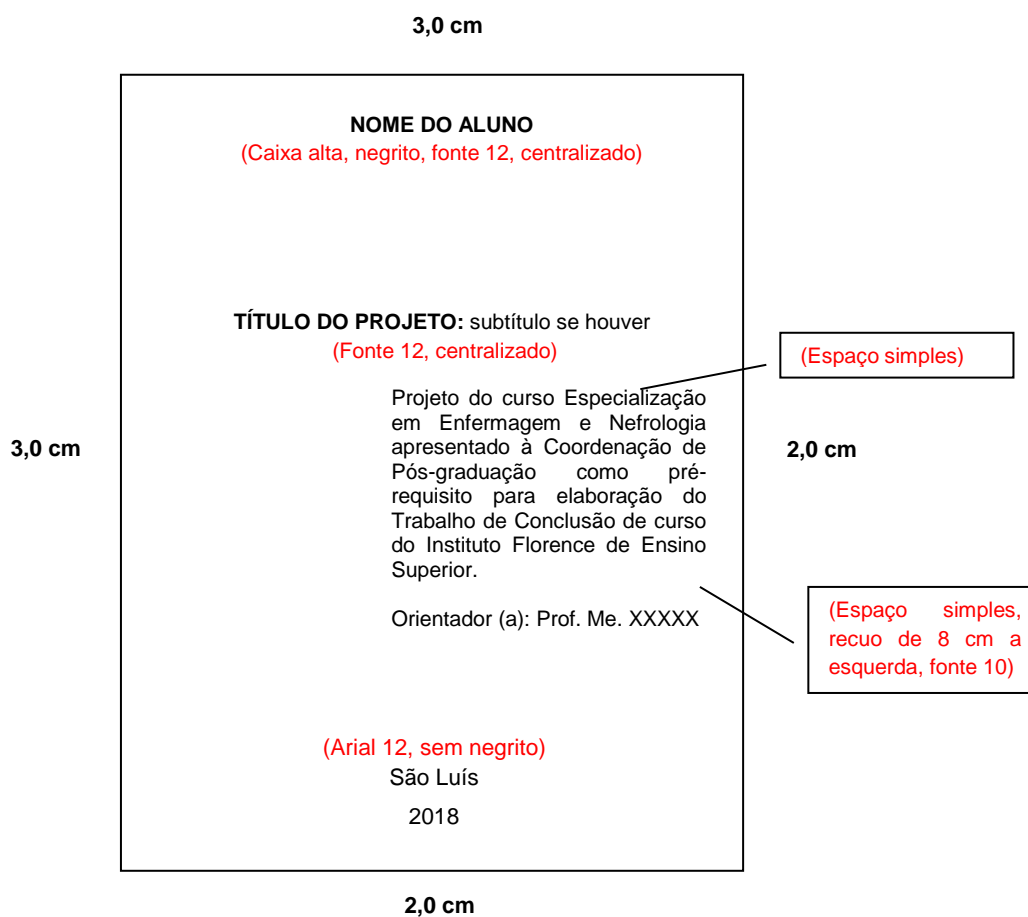 3,0 cm
NOME DO ALUNO
(Caixa alta, negrito, fonte 12, centralizado)
TÍTULO DO PROJETO: subtítulo se houver
(Fonte 12, centralizado)
(Espaço simples)
Projeto do curso Especialização
em Enfermagem e Nefrologia
apresentado à Coordenação de
Pós-graduação como pré-
requisito para elaboração do
Trabalho de Conclusão de curso
do Instituto Florence de Ensino
Superior.
3,0 cm
2,0 cm
Orientador (a): Prof. Me. XXXXX
(Espaço simples,
recuo de 8 cm a
esquerda, fonte 10)
(Arial 12, sem negrito)
São Luís
2018
2,0 cm